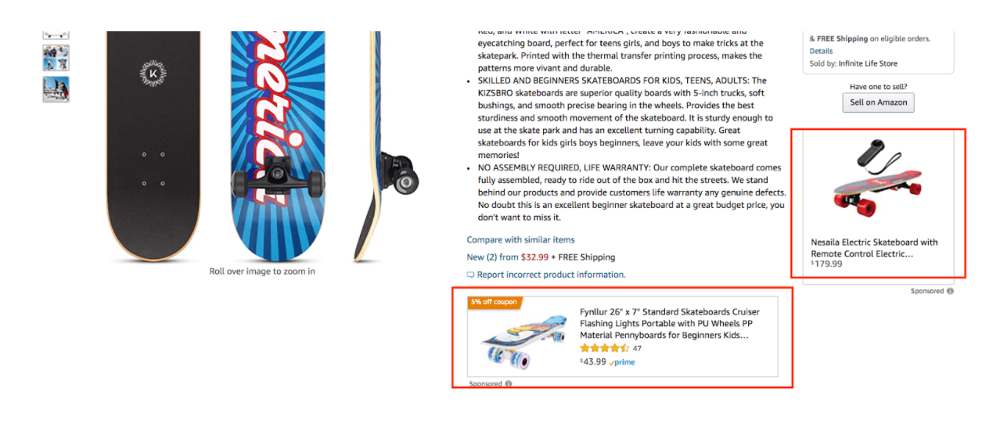 K
merica
Roll over image to zoom in
Red, and White with letter "AMERICA", create a very fashionable and
eyecatching board, perfect for teens girls, and boys to make tricks at the
skatepark. Printed with the thermal transfer printing process, makes the
patterns more vivant and durable.
• SKILLED AND BEGINNERS SKATEBOARDS FOR KIDS, TEENS, ADULTS: The
KIZSBRO skateboards are superior quality boards with 5-inch trucks, soft
bushings, and smooth precise bearing in the wheels. Provides the best
sturdiness and smooth movement of the skateboard. It is sturdy enough to
use at the skate park and has an excellent turning capability. Great
skateboards for kids girls boys beginners, leave your kids with some great
memories!
• NO ASSEMBLY REQUIRED, LIFE WARRANTY: Our complete skateboard comes
fully assembled, ready to ride out of the box and hit the streets. We stand
behind our products and provide customers life warranty any genuine defects.
No doubt this is an excellent beginner skateboard at a great budget price, you
don't want to miss it.
Compare with similar items
New (2) from $32.99 + FREE Shipping
Report incorrect product information.
5% off coupon
Fynllur 26" x 7" Standard Skateboards Cruiser
Flashing Lights Portable with PU Wheels PP
Material Pennyboards for Beginners Kids...
47
$43.99 prime
Sponsored
& FREE Shipping on eligible orders.
Details
Sold by: Infinite Life Store
Have one to sell?
Sell on Amazon
Nesaila Electric Skateboard with
Remote Control Electric...
$179.99
Sponsored